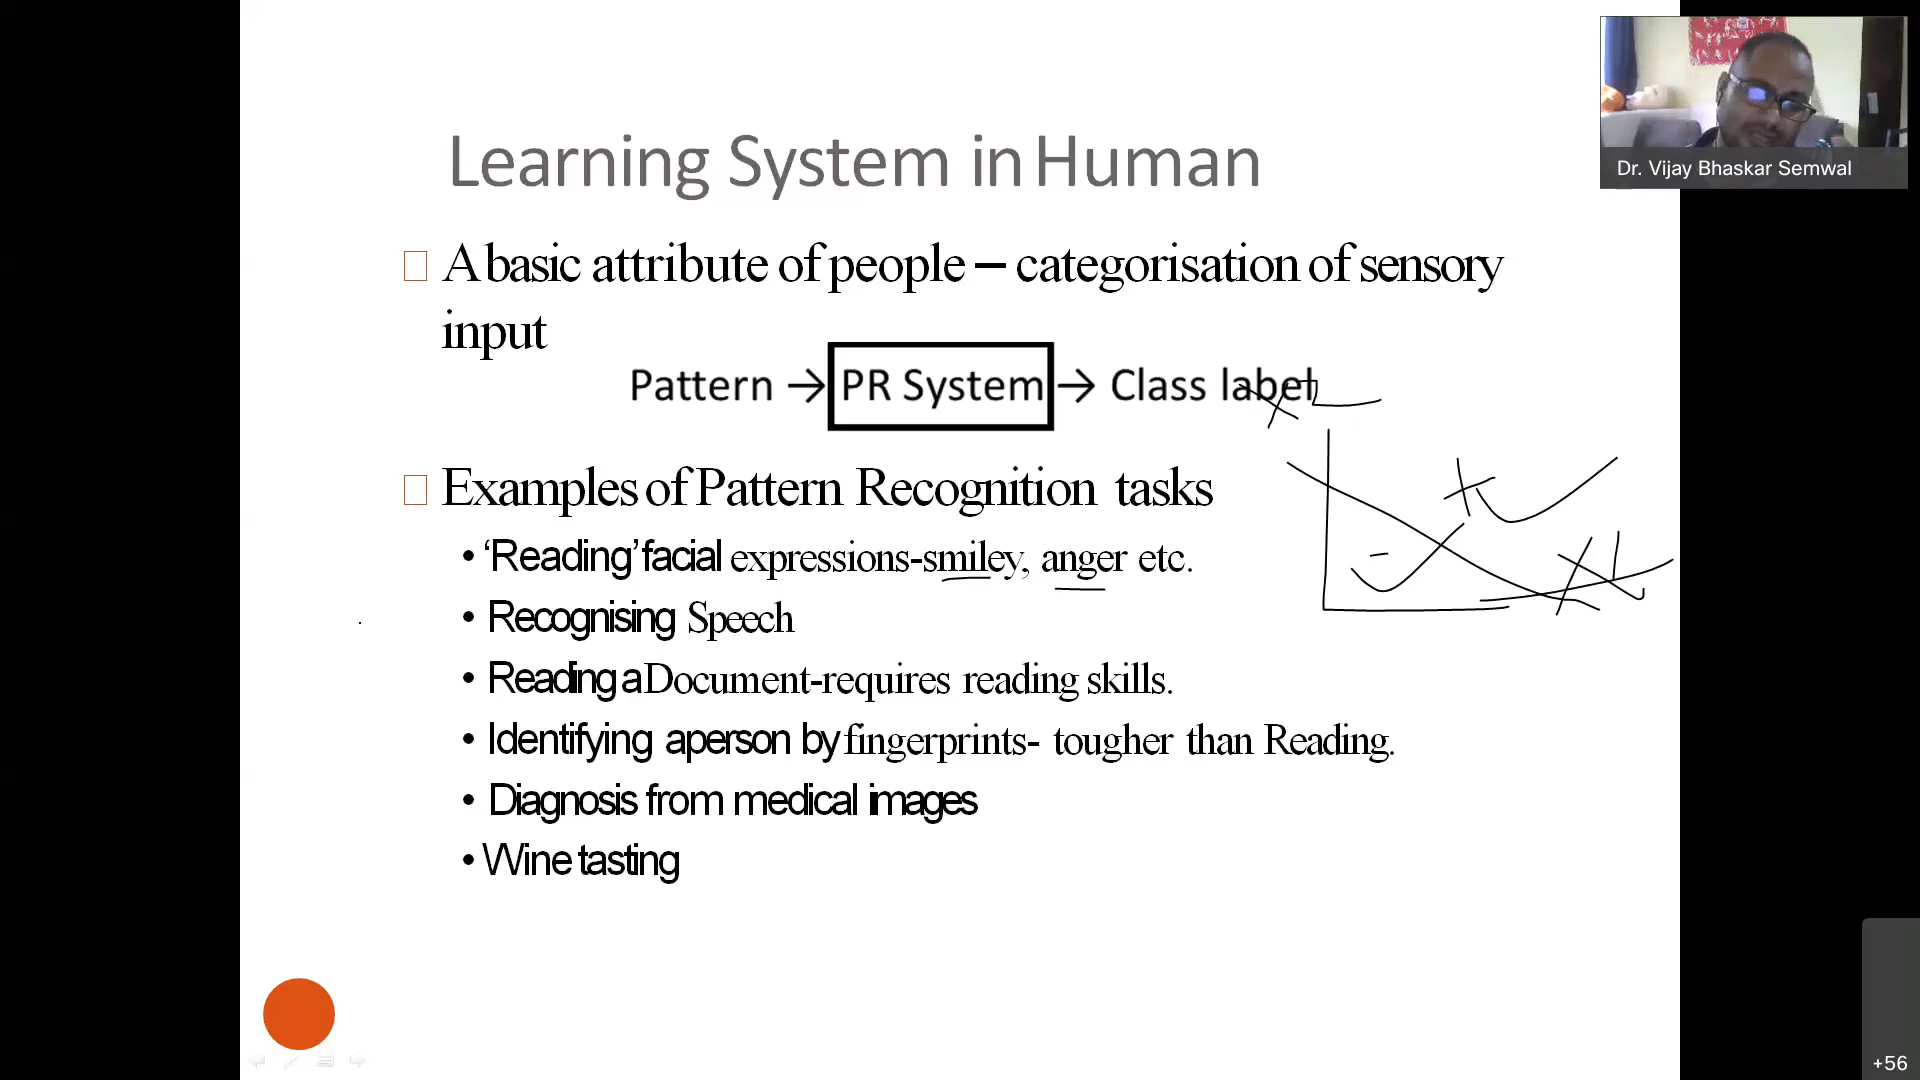 Dr. Vijay Bhaskar Semwal
Learning System in Human
A basic attribute of people – categorisation of sensory
input
Pattern → PR System → Class label
Examples of Pattern Recognition tasks
• ‘Reading’ facial expressions-smiley, anger etc.
• Recognising Speech
• Reading a Document-requires reading skills.
• Identifying aperson by fingerprints- tougher than Reading.
• Diagnosis from medical images
• Wine tasting
+56